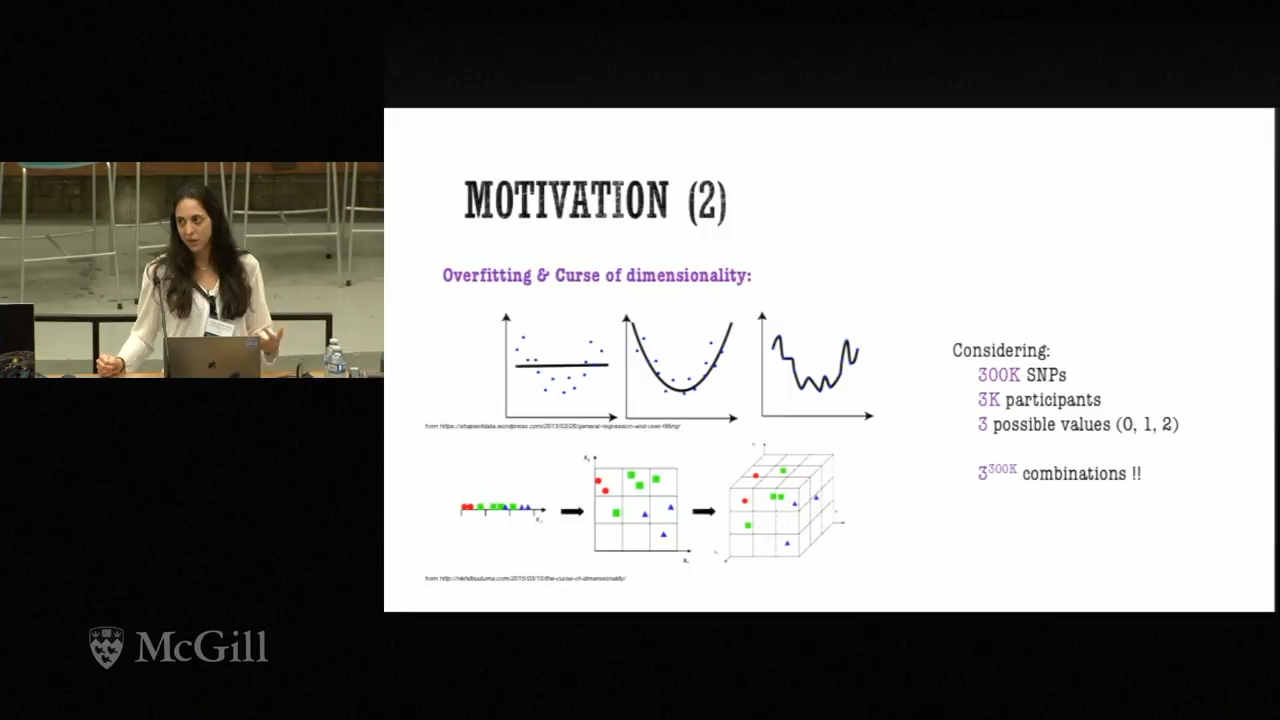 MOTIVATION (2)
Overfitting & Curse of dimensionality:
from https://shapeofdata.wordpress.com/2013/03/26/general-regression-and-over-fitting/
Considering:
300K SNPs
3K participants
3 possible values (0, 1, 2)
3³⁰⁰ᴷ combinations !!
from http://nikhilbuduma.com/2015/03/10/the-curse-of-dimensionality/
McGill